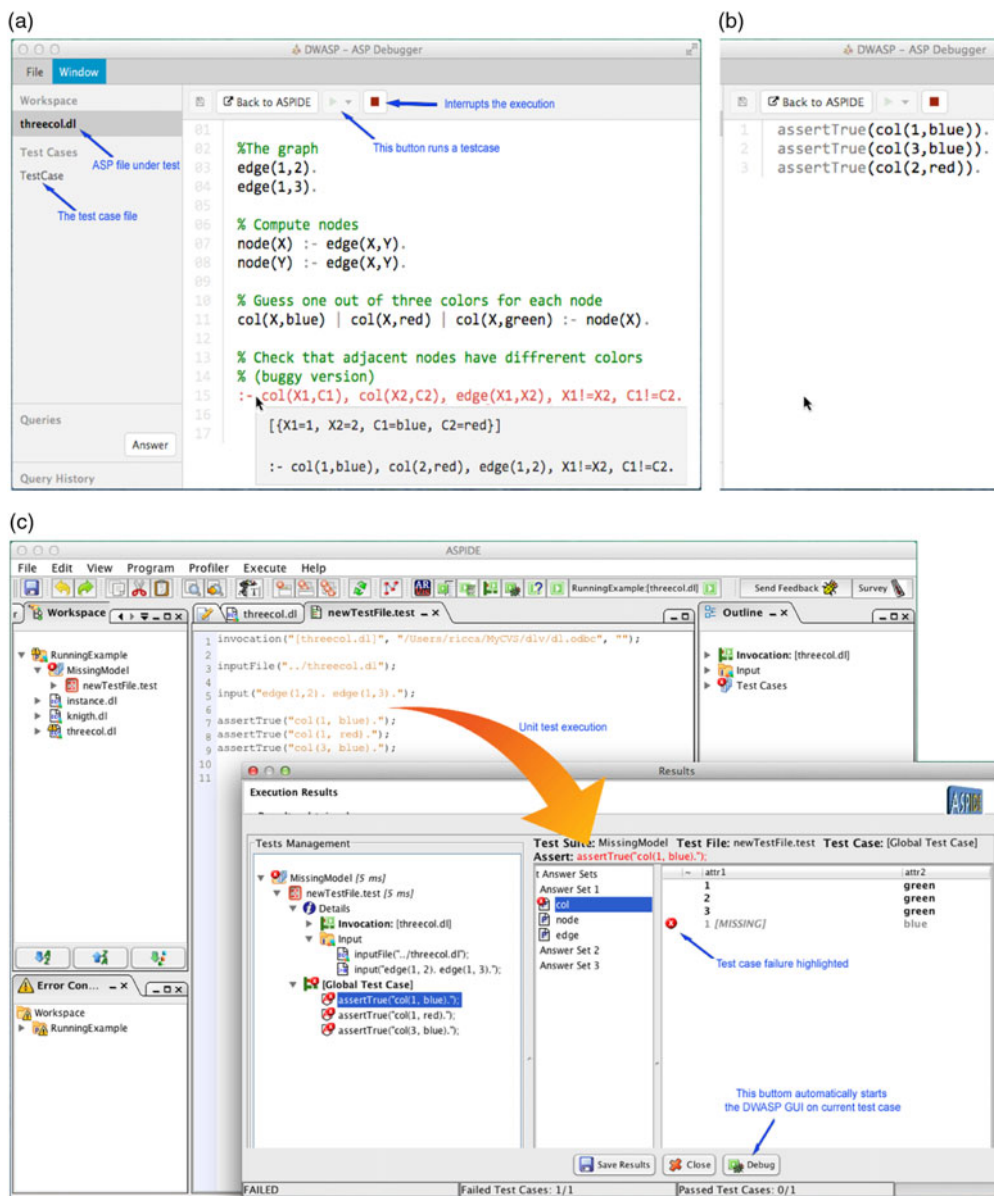 (a)
DWASP – ASP Debugger
File Window
Workspace
threecol.dl
ASP file under test
Test Cases
TestCase
The test case file
Queries
Answer
Query History
Back to ASPIDE
Interrupts the execution
This button runs a testcase
01
02 %The graph
03 edge(1,2).
04 edge(1,3).
05
06 % Compute nodes
07 node(X) :- edge(X,Y).
08 node(Y) :- edge(X,Y).
09
10 % Guess one out of three colors for each node
11 col(X,blue) | col(X,red) | col(X,green) :- node(X).
12
13 % Check that adjacent nodes have diffrerent colors
14 % (buggy version)
15 :- col(X1,C1), col(X2,C2), edge(X1,X2), X1!=X2, C1!=C2.
16
17
[{X1=1, X2=2, C1=blue, C2=red}]
:- col(1,blue), col(2,red), edge(1,2), X1!=X2, C1!=C2.
(b)
DWASP – ASP Debugger
Back to ASPIDE
1 assertTrue(col(1,blue)).
2 assertTrue(col(3,blue)).
3 assertTrue(col(2,red)).
(c)
ASPIDE
File Edit View Program Profiler Execute Help
RunningExample:[threecol.dl]
Send Feedback
Survey
Workspace
RunningExample
MissingModel
newTestFile.test
instance.dl
knigth.dl
threecol.dl
threecol.dl
newTestFile.test
1 invocation("[threecol.dl]", "/Users/ricca/MyCVS/dlv/dl.odbc", "");
2
3 inputFile("../threecol.dl");
4
5 input("edge(1,2). edge(1,3).");
6
7 assertTrue("col(1, blue).");
8 assertTrue("col(1, red).");
9 assertTrue("col(3, blue).");
10
11
Unit test execution
Outline
Invocation: [threecol.dl]
Input
Test Cases
Error Con...
Workspace
RunningExample
Results
Execution Results
ASPIDE
Tests Management
MissingModel [5 ms]
newTestFile.test [5 ms]
Details
Invocation: [threecol.dl]
Input
inputFile("../threecol.dl");
input("edge(1, 2). edge(1, 3).");
[Global Test Case]
assertTrue("col(1, blue).");
assertTrue("col(1, red).");
assertTrue("col(3, blue).");
Test Suite: MissingModel Test File: newTestFile.test Test Case: [Global Test Case]
Assert: assertTrue("col(1, blue).");
t Answer Sets
Answer Set 1
col
node
edge
Answer Set 2
Answer Set 3
~ attr1 attr2
1 green
2 green
3 green
1 [MISSING] blue
Test case failure highlighted
This buttom automatically starts
the DWASP GUI on current test case
Save Results
Close
Debug
FAILED
Failed Test Cases: 1/1
Passed Test Cases: 0/1